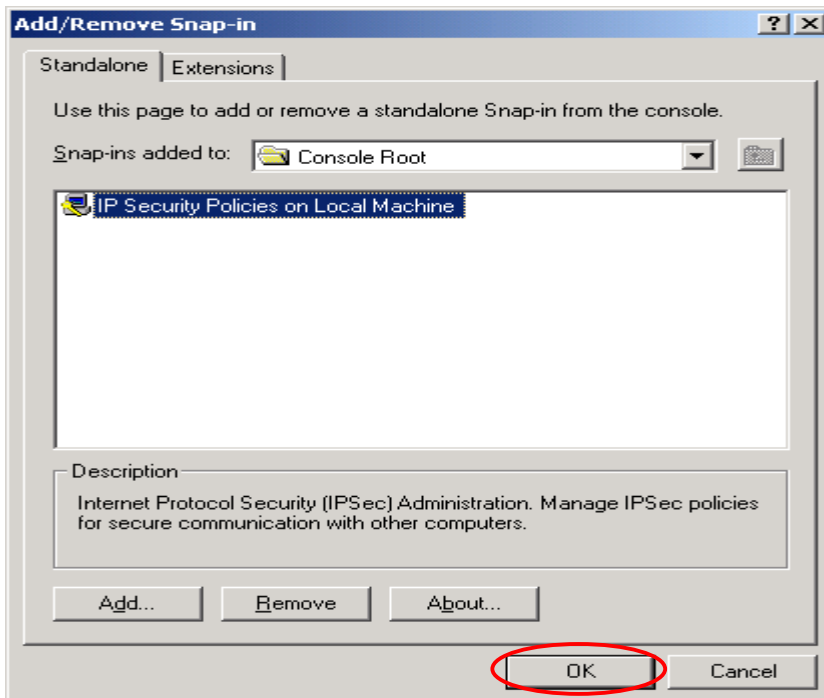 Add/Remove Snap-in
Standalone
Extensions
Use this page to add or remove a standalone Snap-in from the console.
Snap-ins added to:
Console Root
IP Security Policies on Local Machine
Description
Internet Protocol Security (IPSec) Administration. Manage IPSec policies
for secure communication with other computers.
Add...
Remove
About...
OK
Cancel